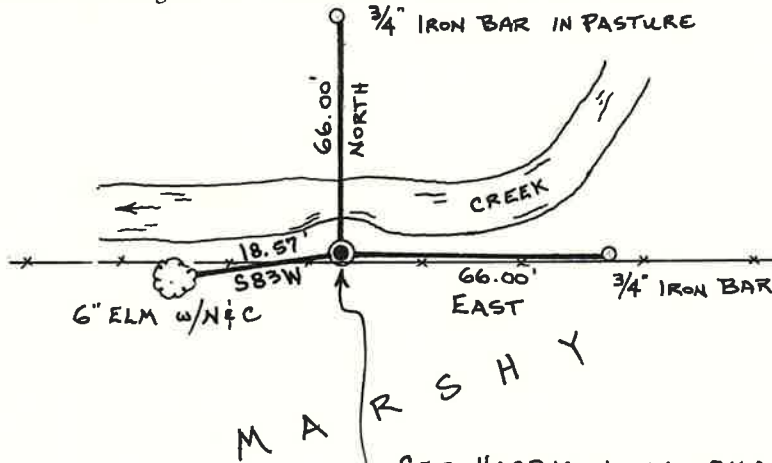 3/4" IRON BAR IN PASTURE
66.00'
NORTH
CREEK
18.57'
S83W
66.00'
EAST
3/4" IRON BAR
6" ELM w/N&C
MARSHY